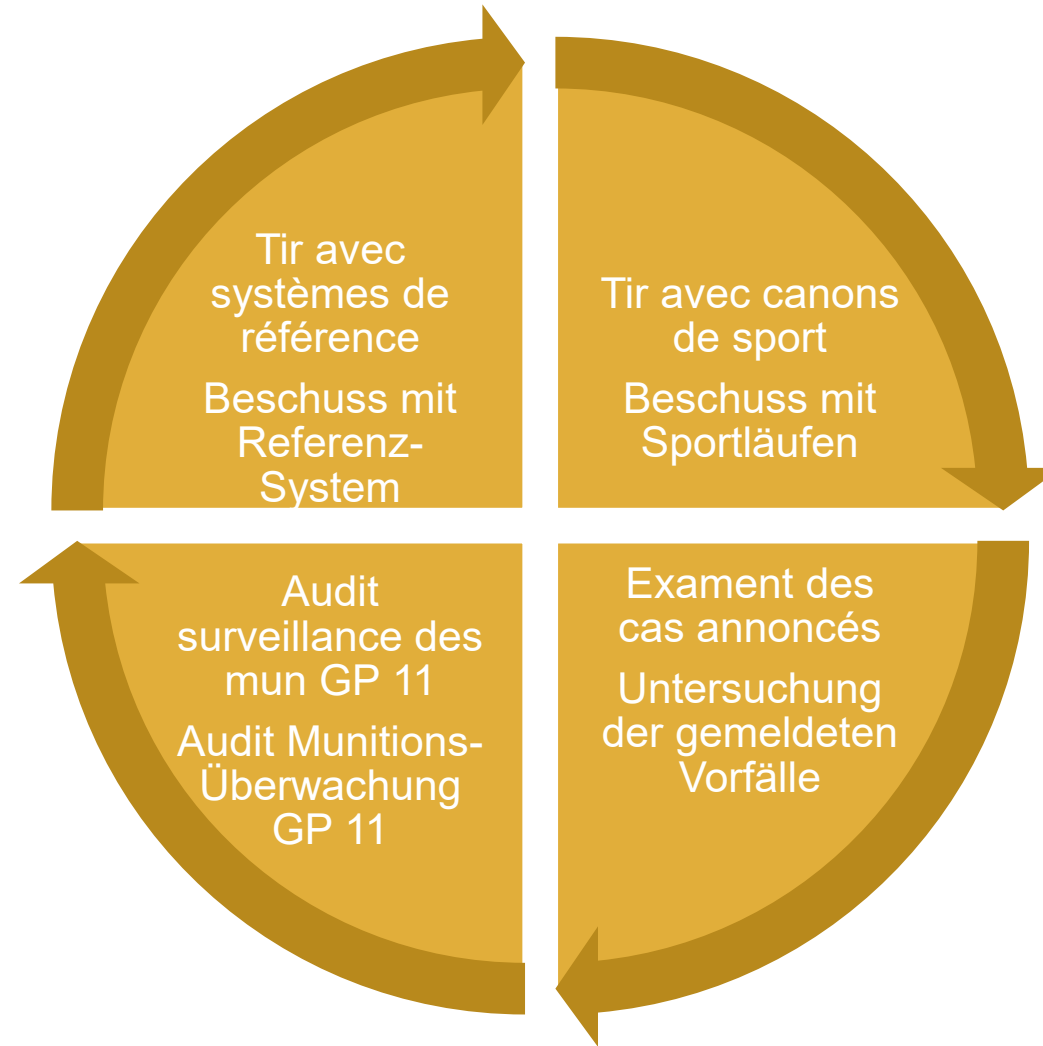 Tir avec
systèmes de
référence
Beschuss mit
Referenz-
System
Tir avec canons
de sport
Beschuss mit
Sportläufen
Audit
surveillance des
mun GP 11
Audit Munitions-
Überwachung
GP 11
Exament des
cas annoncés
Untersuchung
der gemeldeten
Vorfälle